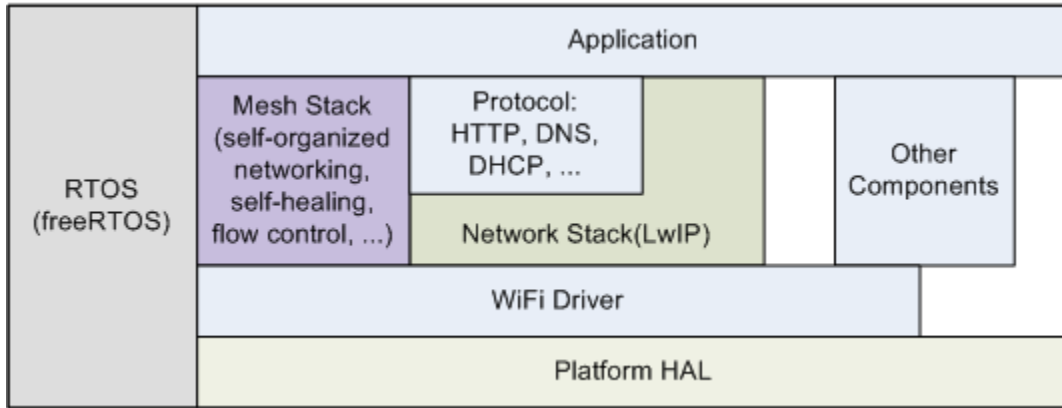 Application
RTOS
(freeRTOS)
Mesh Stack
(self-organized
networking,
self-healing,
flow control, ...)
Protocol:
HTTP, DNS,
DHCP, ...
Network Stack(LwIP)
Other
Components
WiFi Driver
Platform HAL